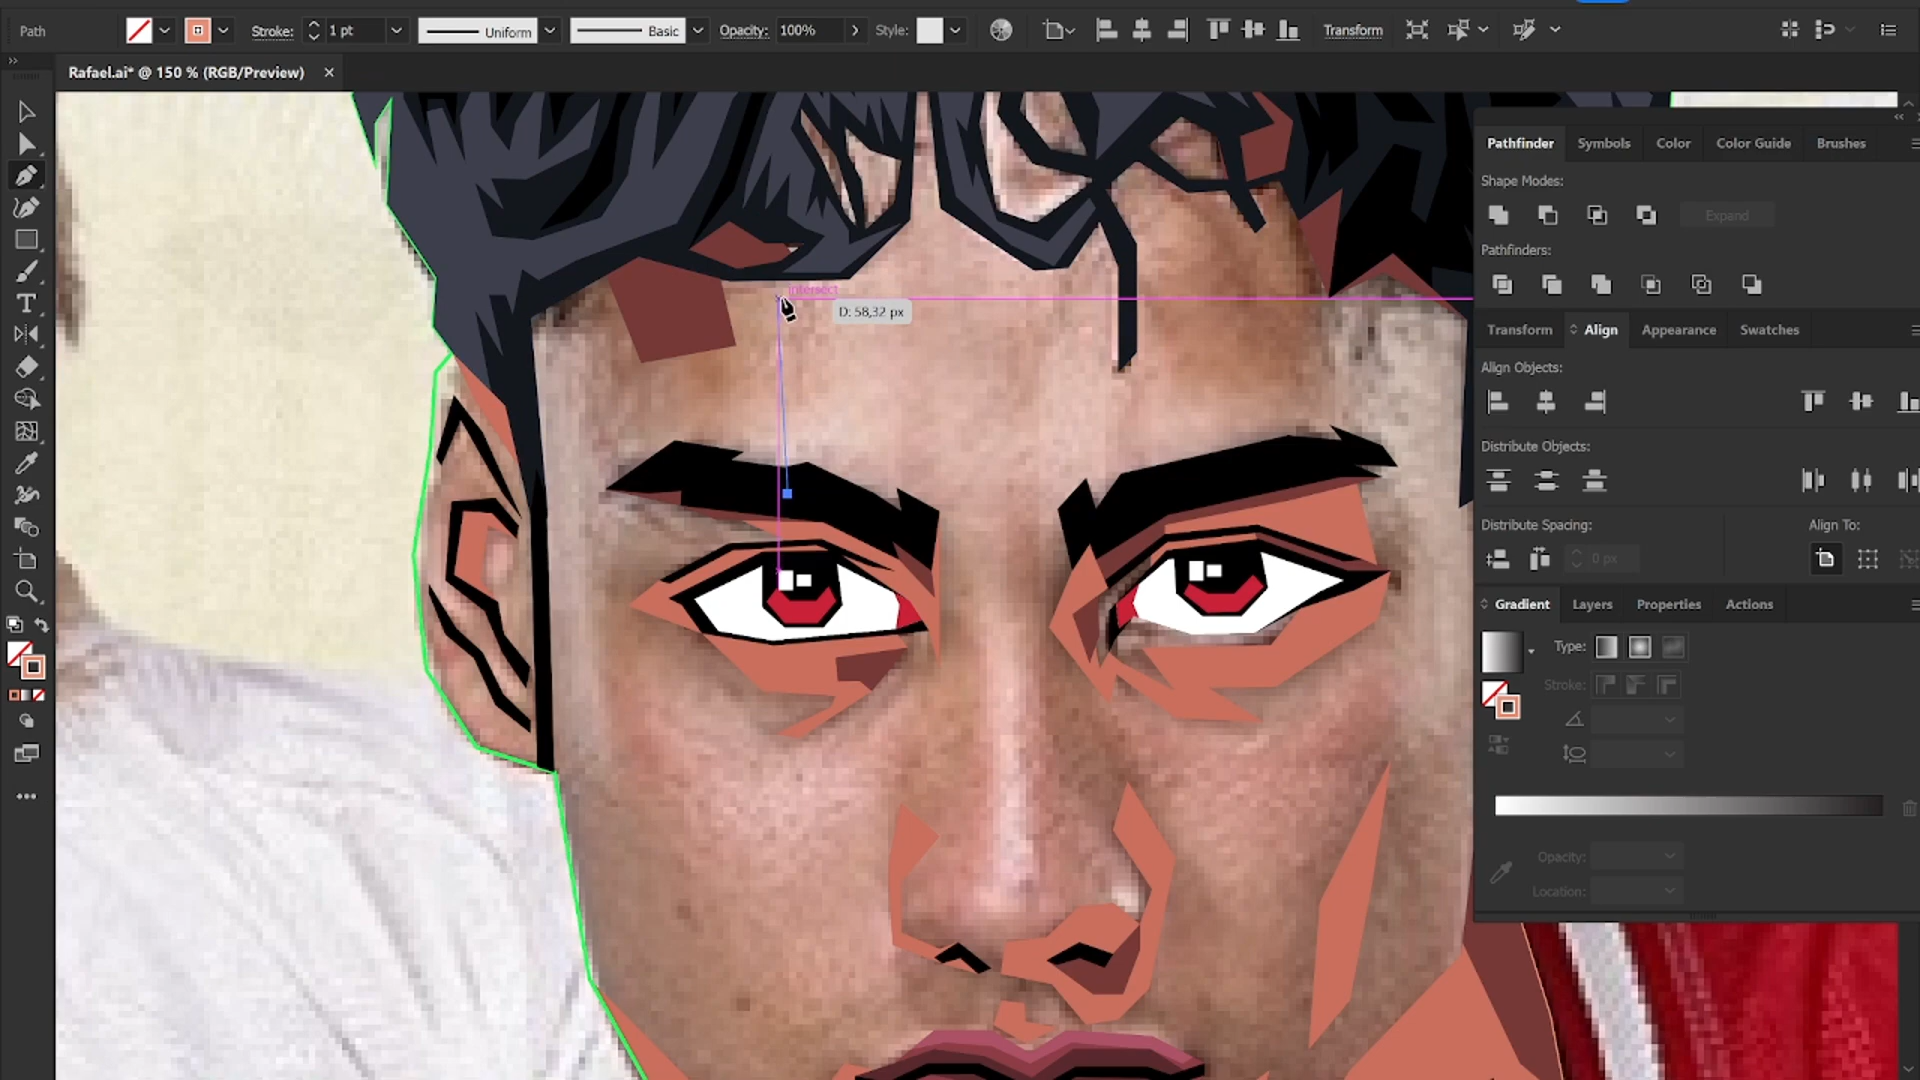 Path
Stroke: 1 pt Uniform Basic Opacity: 100% Style: Transform
Rafael.ai* @ 150 % (RGB/Preview) ×
Pathfinder Symbols Color Color Guide Brushes
Shape Modes:
Expand
Pathfinders:
intersect
D: 58,32 px
Transform Align Appearance Swatches
Align Objects:
Distribute Objects:
Distribute Spacing: Align To:
0 px
Gradient Layers Properties Actions
Type:
Stroke:
Opacity:
Location: